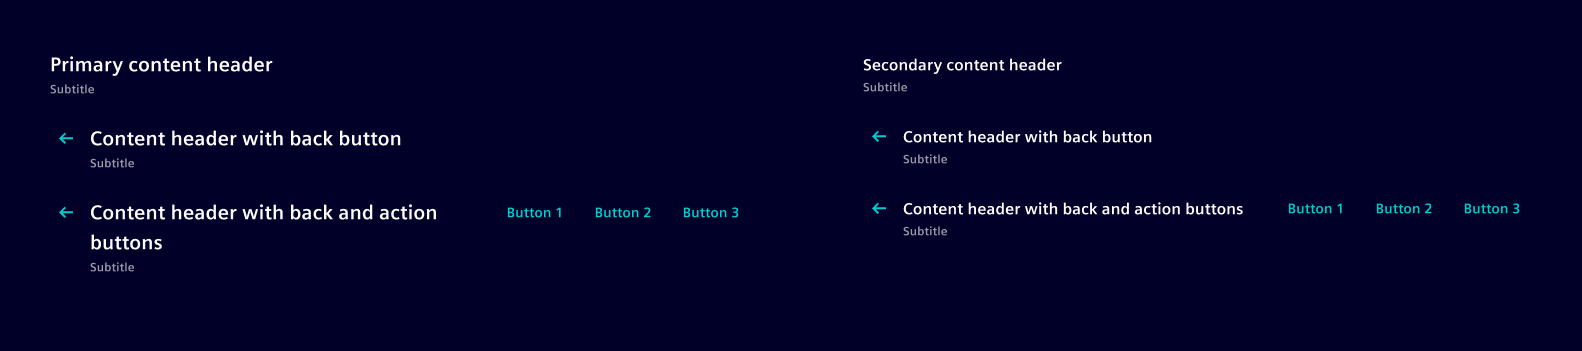 Primary content header
Subtitle
Content header with back button
Subtitle
Content header with back and action
buttons
Subtitle
Button 1
Button 2
Button 3
Secondary content header
Subtitle
Content header with back button
Subtitle
Content header with back and action buttons
Subtitle
Button 1
Button 2
Button 3